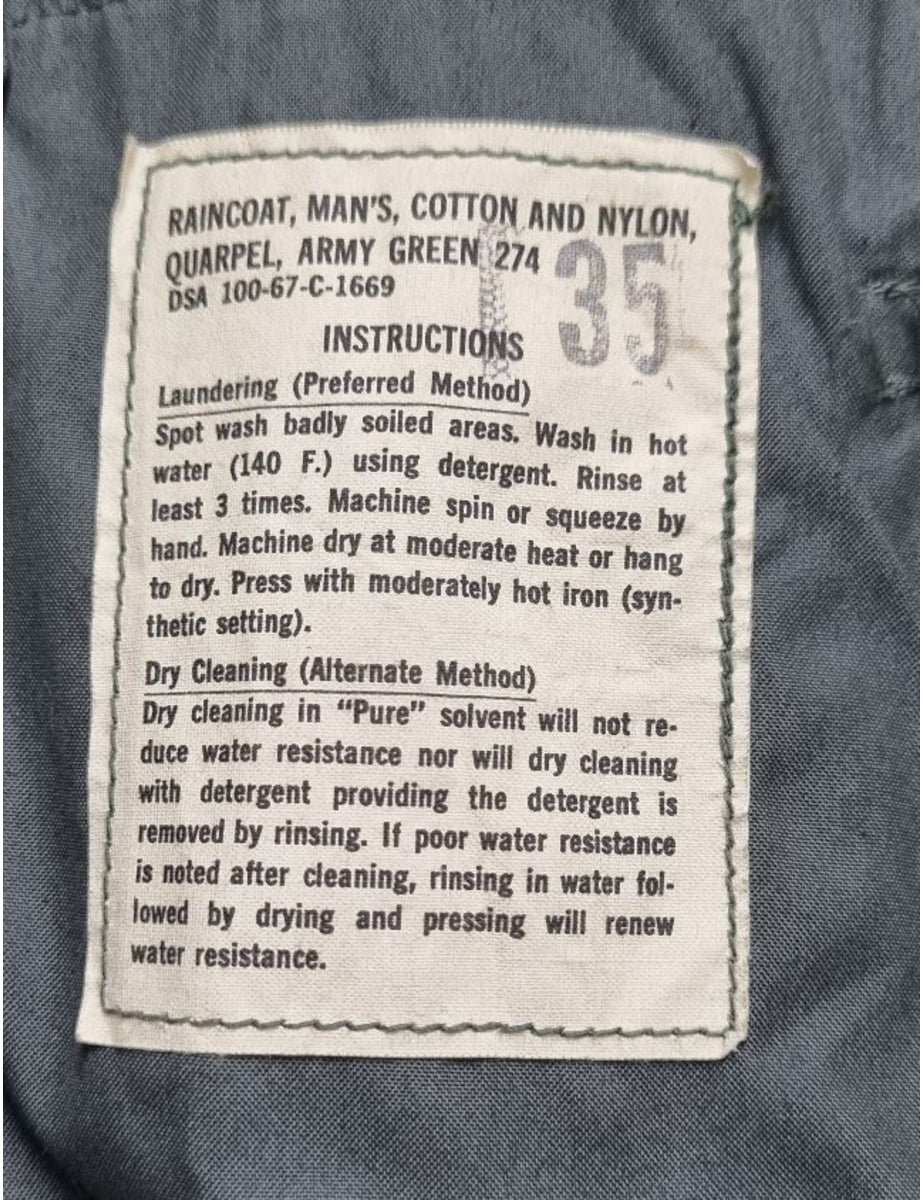 RAINCOAT, MAN'S, COTTON AND NYLON,
QUARPEL, ARMY GREEN 274
DSA 100-67-C-1669
35
INSTRUCTIONS
Laundering (Preferred Method)
Spot wash badly soiled areas. Wash in hot
water (140 F.) using detergent. Rinse at
least 3 times. Machine spin or squeeze by
hand. Machine dry at moderate heat or hang
to dry. Press with moderately hot iron (syn-
thetic setting).
Dry Cleaning (Alternate Method)
Dry cleaning in “Pure” solvent will not re-
duce water resistance nor will dry cleaning
with detergent providing the detergent is
removed by rinsing. If poor water resistance
is noted after cleaning, rinsing in water fol-
lowed by drying and pressing will renew
water resistance.